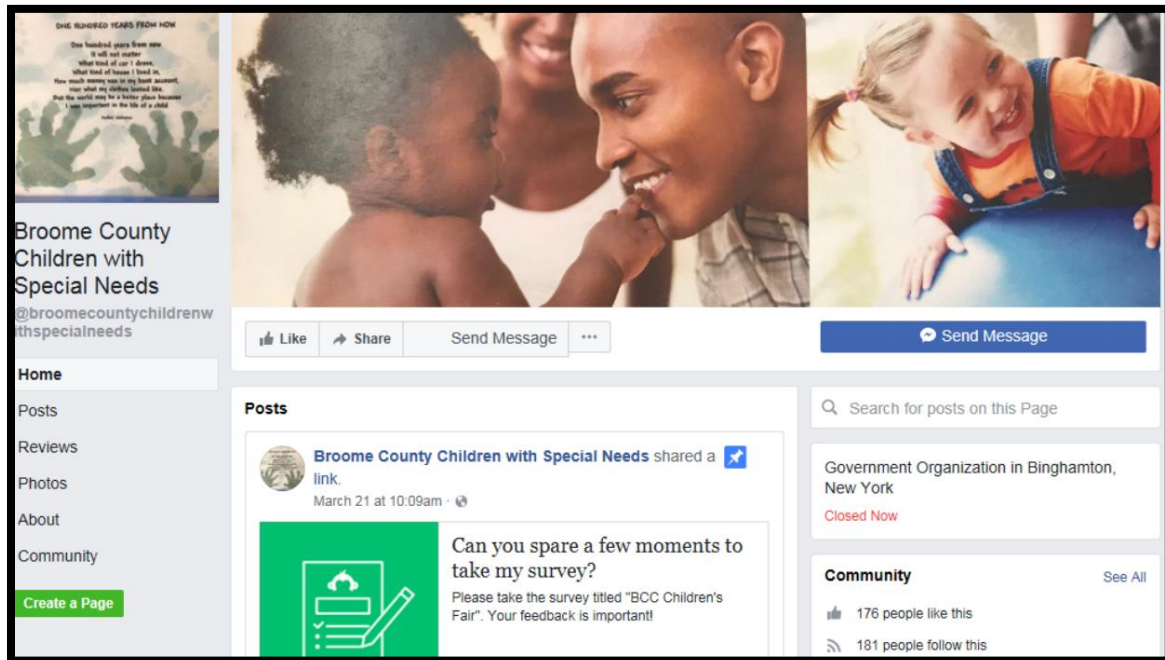 ONE HUNDRED YEARS FROM NOW
One hundred years from now
It will not matter
What kind of car I drove,
What kind of house I lived in,
How much money was in my bank account,
Nor what my clothes looked like.
But the world may be a better place because
I was important in the life of a child
Broome County
Children with
Special Needs
@broomecountychildrenw
ithspecialneeds
Home
Posts
Reviews
Photos
About
Community
Create a Page
Like
Share
Send Message
Send Message
Posts
Broome County Children with Special Needs shared a
link.
March 21 at 10:09am
Can you spare a few moments to
take my survey?
Please take the survey titled "BCC Children's
Fair". Your feedback is important!
Search for posts on this Page
Government Organization in Binghamton,
New York
Closed Now
Community
See All
176 people like this
181 people follow this